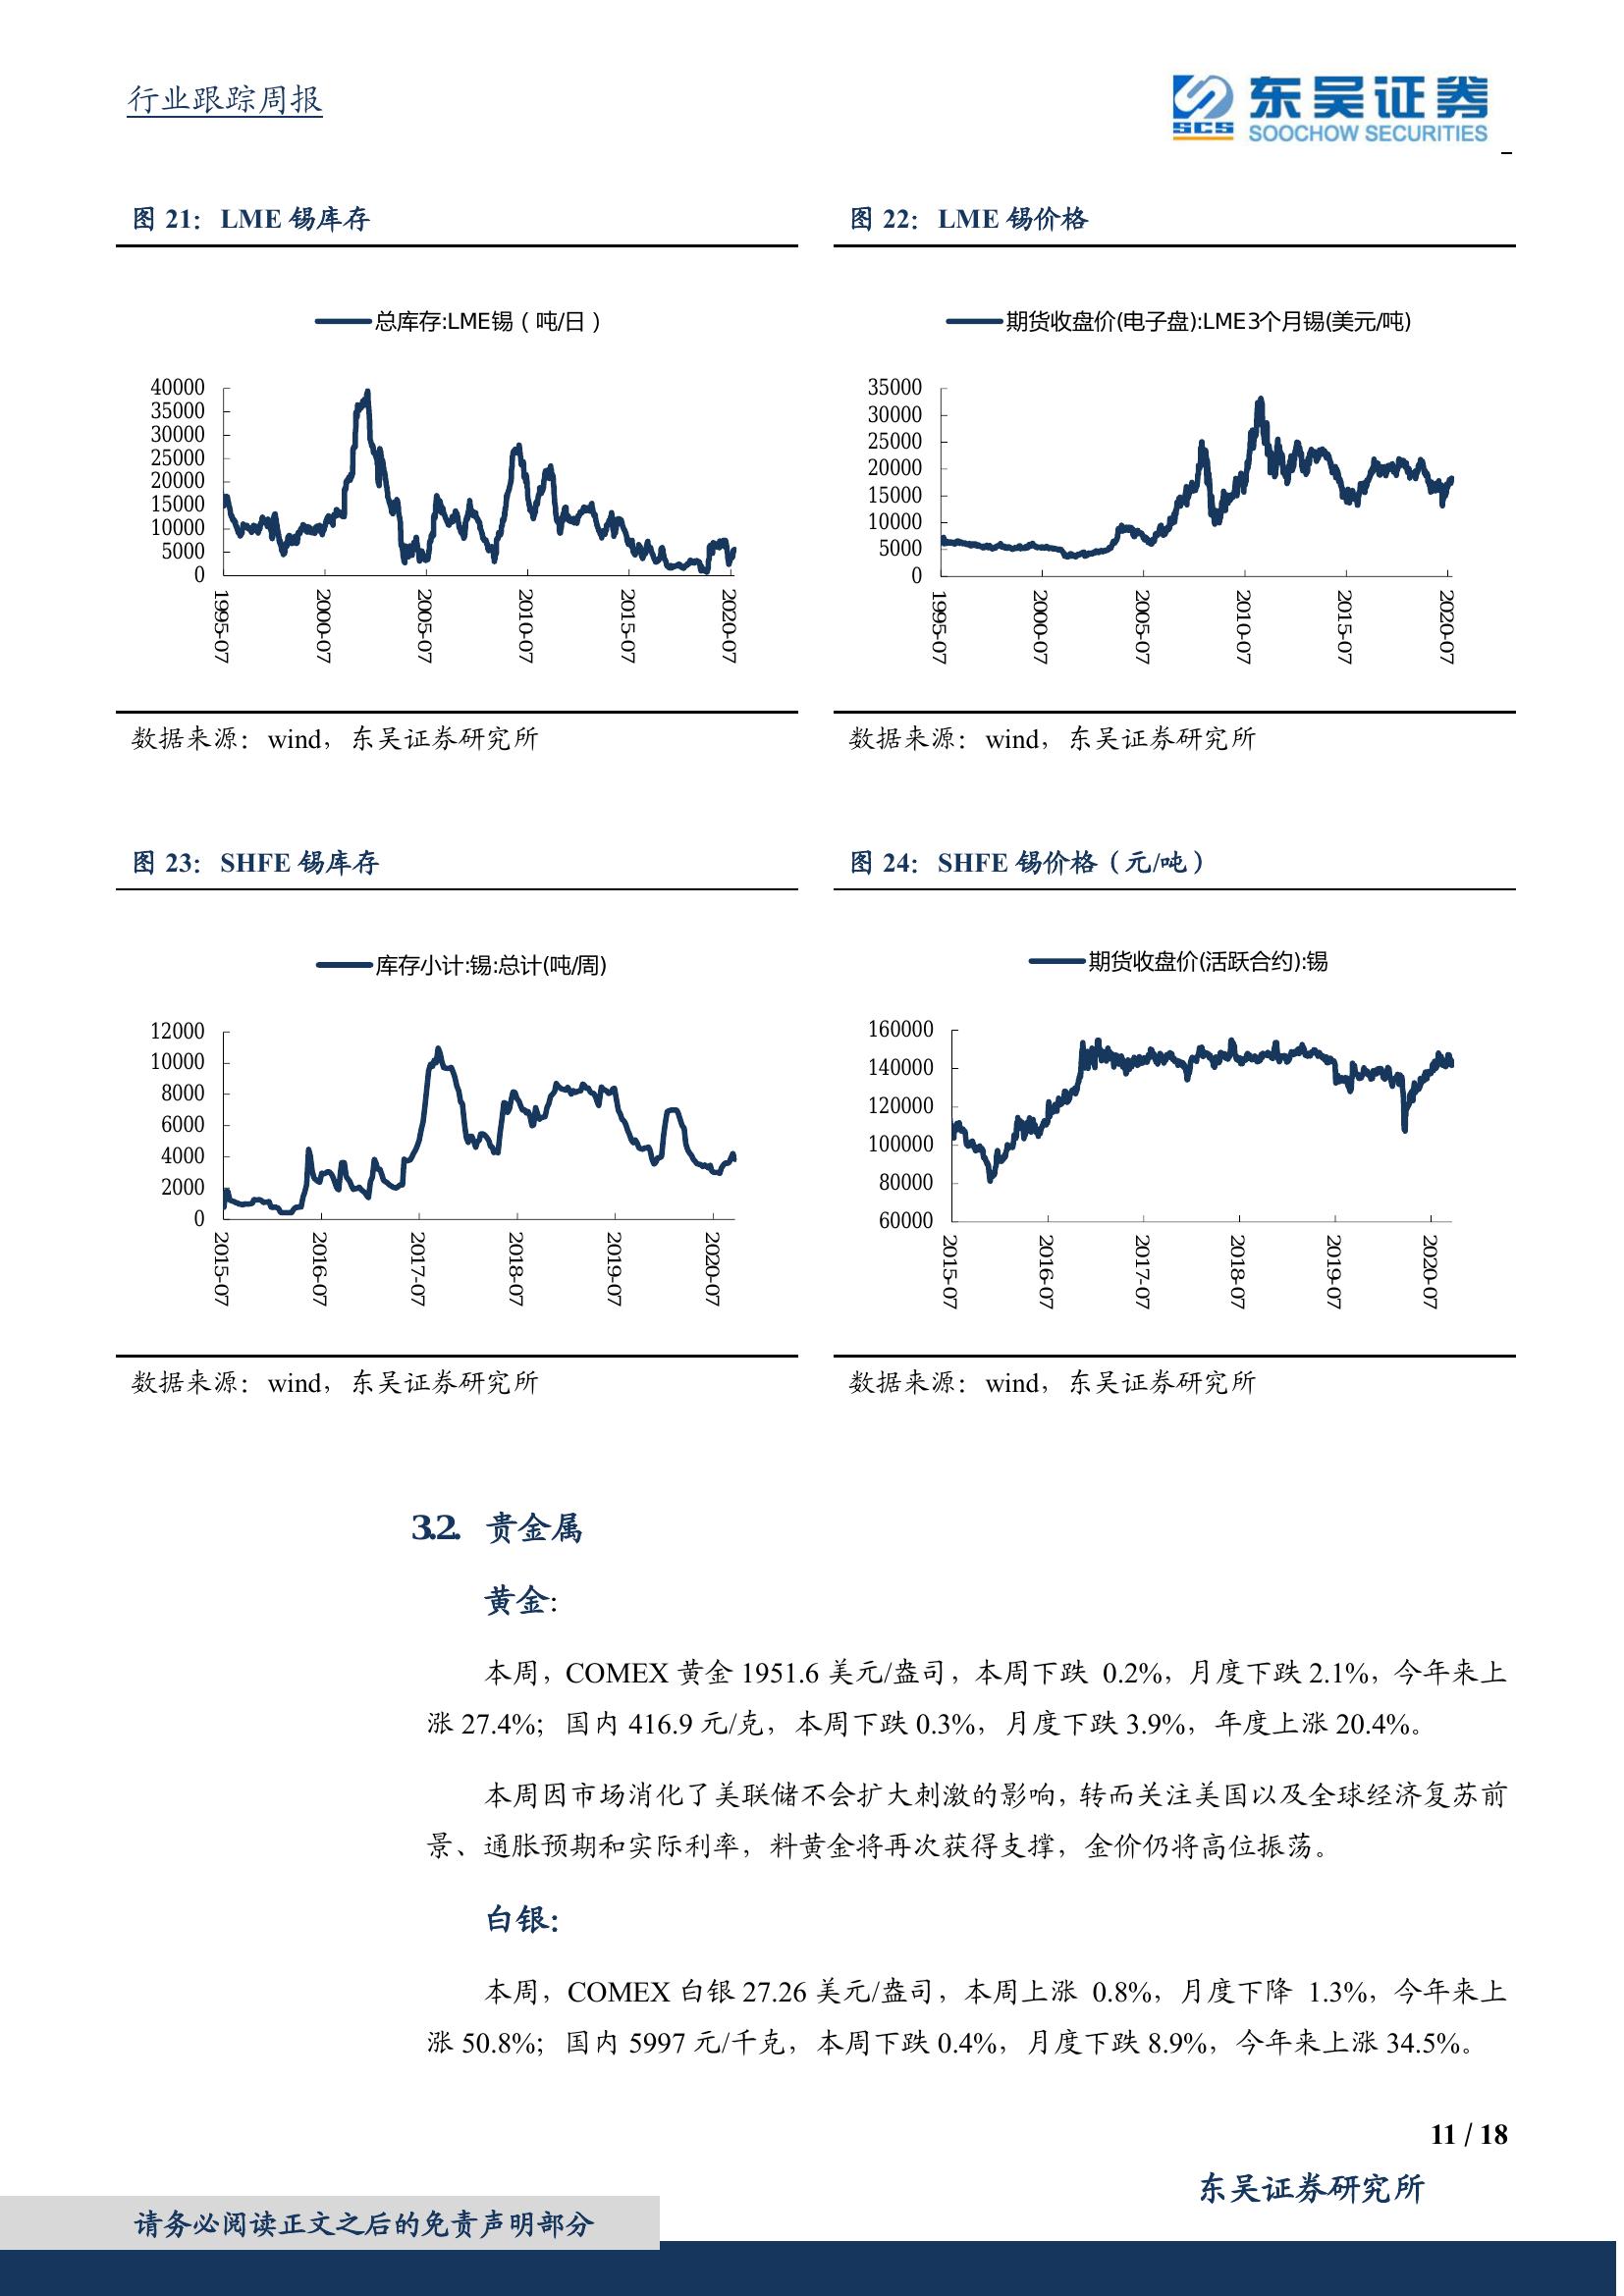 行业跟踪周报
SCS
东吴证券
SOOCHOW SECURITIES
图 21： LME 锡库存
总库存:LME锡（吨/日）
40000
35000
30000
25000
20000
15000
10000
5000
0
1995-07
2000-07
2005-07
2010-07
2015-07
2020-07
数据来源：wind，东吴证券研究所
图 22： LME 锡价格
期货收盘价(电子盘):LME3个月锡(美元/吨)
35000
30000
25000
20000
15000
10000
5000
0
1995-07
2000-07
2005-07
2010-07
2015-07
2020-07
数据来源：wind，东吴证券研究所
图 23： SHFE 锡库存
库存小计:锡:总计(吨/周)
12000
10000
8000
6000
4000
2000
0
2015-07
2016-07
2017-07
2018-07
2019-07
2020-07
数据来源：wind，东吴证券研究所
图 24： SHFE 锡价格（元/吨）
期货收盘价(活跃合约):锡
160000
140000
120000
100000
80000
60000
2015-07
2016-07
2017-07
2018-07
2019-07
2020-07
数据来源：wind，东吴证券研究所
3.2. 贵金属
黄金：
本周，COMEX 黄金 1951.6 美元/盎司，本周下跌 0.2%，月度下跌 2.1%，今年来上
涨 27.4%；国内 416.9 元/克，本周下跌 0.3%，月度下跌 3.9%，年度上涨 20.4%。
本周因市场消化了美联储不会扩大刺激的影响，转而关注美国以及全球经济复苏前
景、通胀预期和实际利率，料黄金将再次获得支撑，金价仍将高位振荡。
白银：
本周，COMEX 白银 27.26 美元/盎司，本周上涨 0.8%，月度下降 1.3%，今年来上
涨 50.8%；国内 5997 元/千克，本周下跌 0.4%，月度下跌 8.9%，今年来上涨 34.5%。
11 / 18
东吴证券研究所
请务必阅读正文之后的免责声明部分